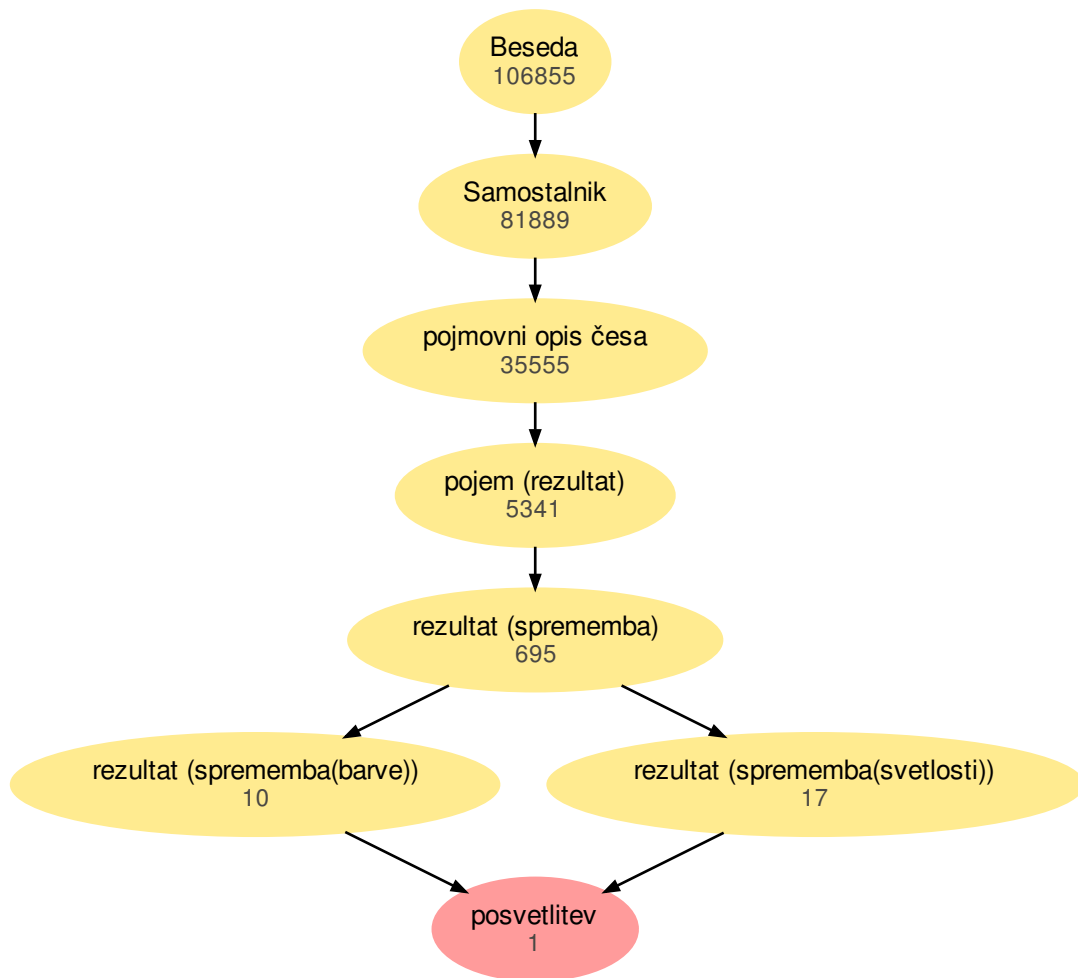 Beseda
106855
Samostalnik
81889
pojmovni opis česa
35555
pojem (rezultat)
5341
rezultat (sprememba)
695
rezultat (sprememba(barve))
10
rezultat (sprememba(svetlosti))
17
posvetlitev
1